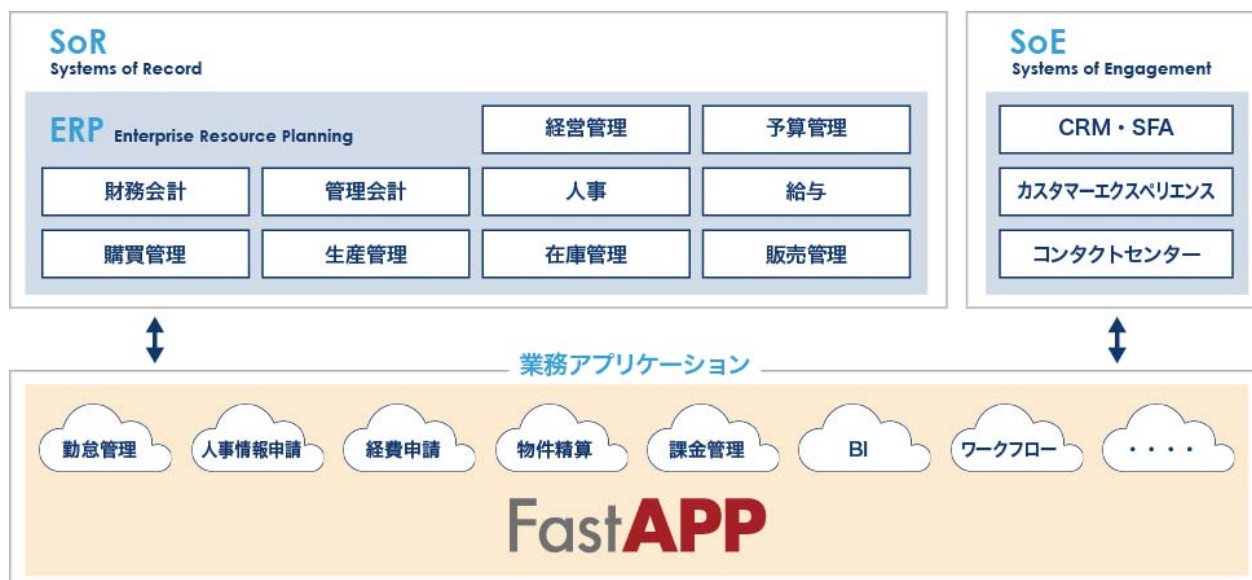 SoR
Systems of Record
ERP Enterprise Resource Planning
経営管理
予算管理
財務会計
管理会計
人事
給与
購買管理
生産管理
在庫管理
販売管理
SoE
Systems of Engagement
CRM・SFA
カスタマーエクスペリエンス
コンタクトセンター
業務アプリケーション
勤怠管理
人事情報申請
経費申請
物件精算
課金管理
BI
ワークフロー
・・・・
FastAPP